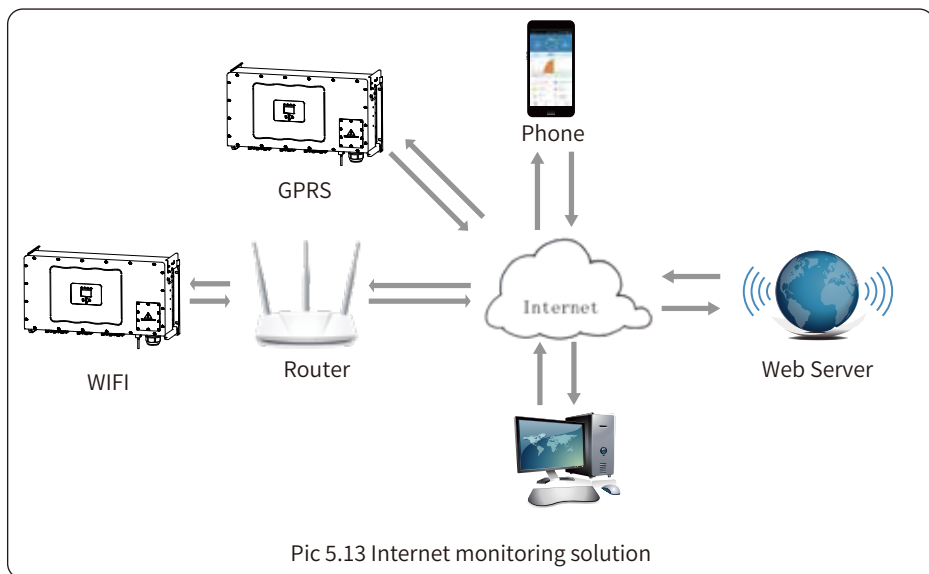 Phone
GPRS
Internet
WIFI
Router
Web Server
Pic 5.13 Internet monitoring solution